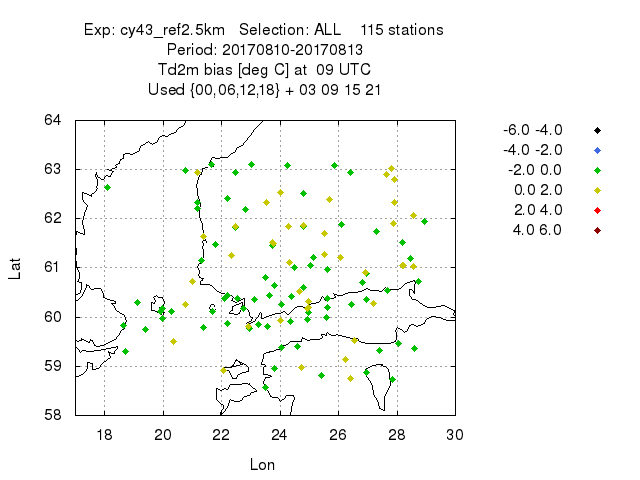 Exp: cy43_ref2.5km   Selection: ALL    115 stations
Period: 20170810-20170813
Td2m bias [deg C] at  09 UTC
Used {00,06,12,18} + 03 09 15 21
64
63
62
61
60
59
58
Lat
18 20 22 24 26 28 30
Lon
-6.0 -4.0
-4.0 -2.0
-2.0 0.0
0.0 2.0
2.0 4.0
4.0 6.0